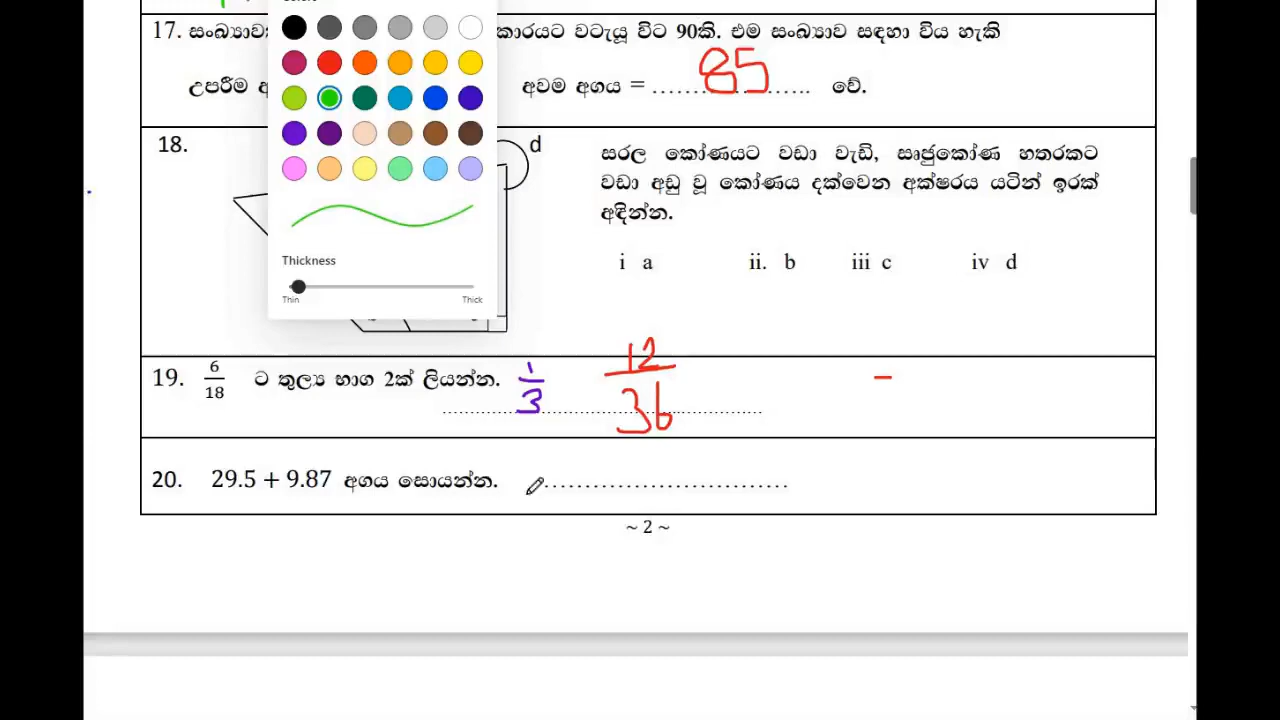 17. කාරයට වටැයූ විට 90කි. එම සංඛ්‍යාව සඳහා විය හැකි
උපරිම අවම අගය = ...85... වේ.
18. d සරල කෝණයට වඩා වැඩි, සෘජුකෝණ හතරකට
වඩා අඩු වූ කෝණය දක්වෙන අක්ෂරය යටින් ඉරක්
අඳින්න.
i a ii. b iii c iv d
Thickness
Thin Thick
19. 6/18 ට තුල්‍ය භාග 2ක් ලියන්න. 1/3 12/36
20. 29.5 + 9.87 අගය සොයන්න. ..............................
~ 2 ~